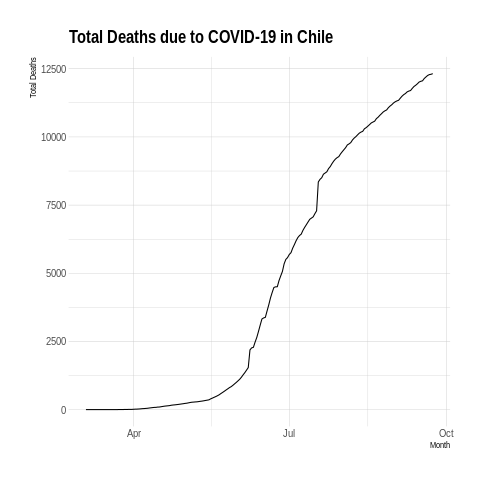 Total Deaths due to COVID-19 in Chile
Total Deaths
12500
10000
7500
5000
2500
0
Apr
Jul
Oct
Month